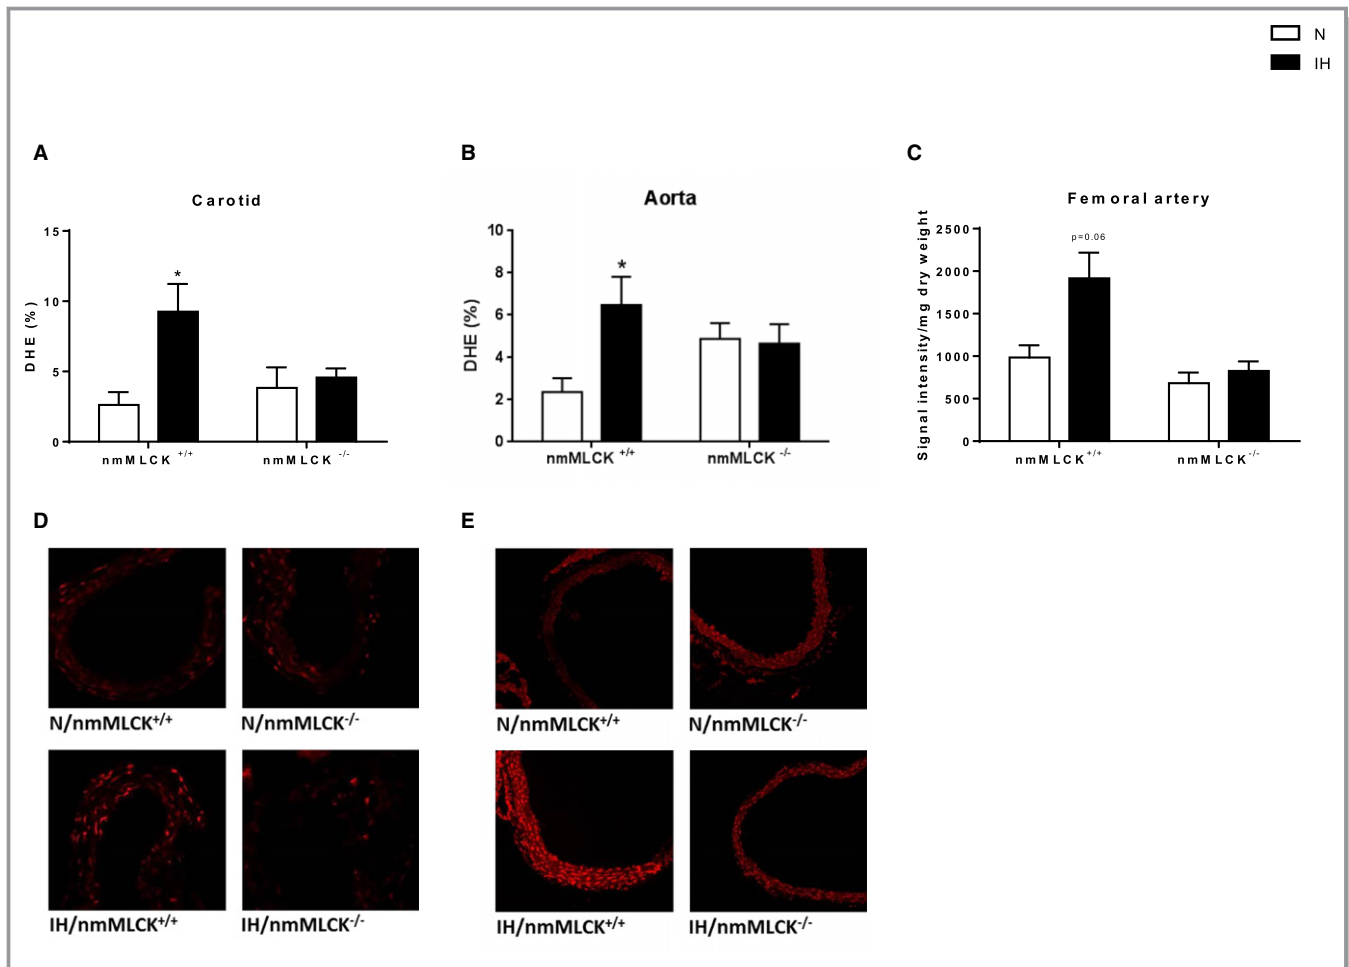 N
IH
A
B
C
Carotid
Aorta
Femoral artery
DHE (%)
15
10
5
0
*
nmMLCK +/+
nmMLCK -/-
DHE (%)
10
8
6
4
2
0
*
nmMLCK +/+
nmMLCK -/-
Signal intensity/mg dry weight
2500
2000
1500
1000
500
0
p=0.06
nmMLCK+/+
nmMLCK-/-
D
E
N/nmMLCK+/+
N/nmMLCK-/-
N/nmMLCK+/+
N/nmMLCK-/-
IH/nmMLCK+/+
IH/nmMLCK-/-
IH/nmMLCK+/+
IH/nmMLCK-/-